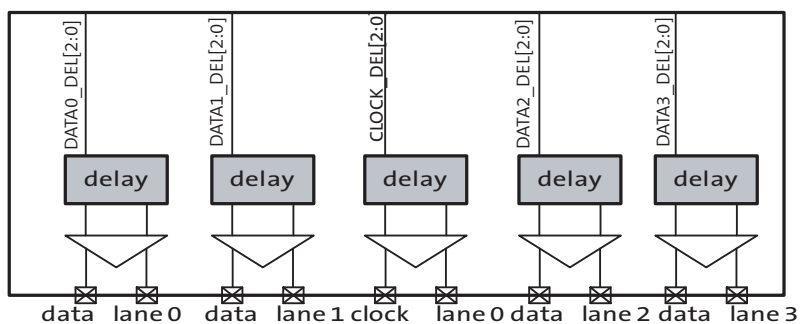 DATA0_DEL[2:0]
DATA1_DEL[2:0]
CLOCK_DEL[2:0]
DATA2_DEL[2:0]
DATA3_DEL[2:0]
delay delay delay delay delay
data lane 0 data lane 1 clock lane 0 data lane 2 data lane 3